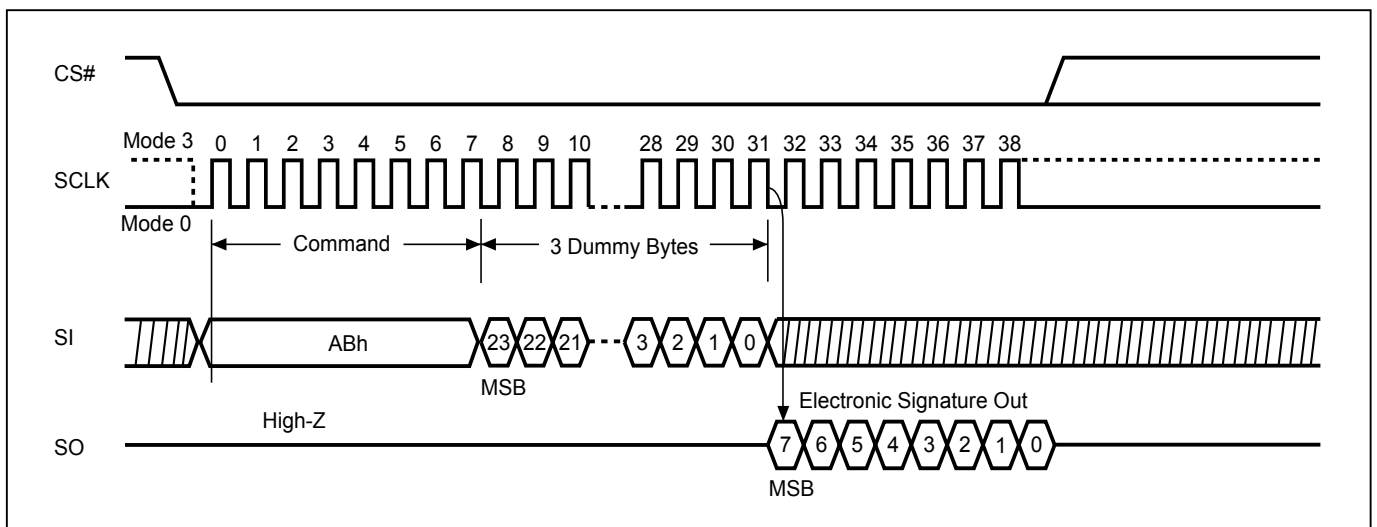 CS#
Mode 3
0 1 2 3 4 5 6 7 8 9 10 28 29 30 31 32 33 34 35 36 37 38
SCLK
Mode 0
Command
3 Dummy Bytes
SI
ABh
23 22 21 3 2 1 0
MSB
Electronic Signature Out
High-Z
SO
7 6 5 4 3 2 1 0
MSB